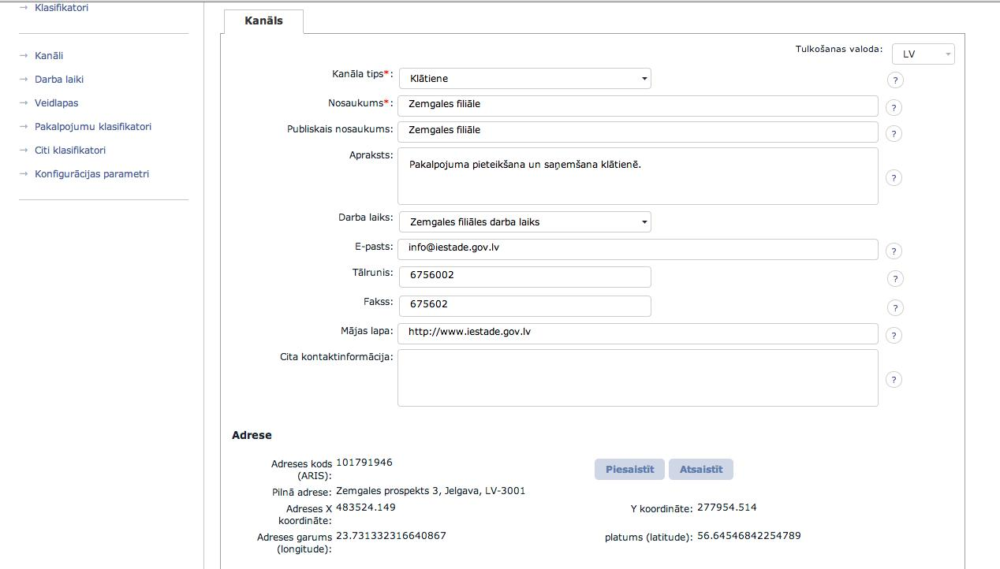 → Klasifikatori
→ Kanāli
→ Darba laiki
→ Veidlapas
→ Pakalpojumu klasifikatori
→ Citi klasifikatori
→ Konfigurācijas parametri
Kanāls
Tulkošanas valoda: LV
Kanāla tips*: Klātiene ?
Nosaukums*: Zemgales filiāle ?
Publiskais nosaukums: Zemgales filiāle ?
Apraksts: Pakalpojuma pieteikšana un saņemšana klātienē. ?
Darba laiks: Zemgales filiāles darba laiks
E-pasts: info@iestade.gov.lv ?
Tālrunis: 6756002 ?
Fakss: 675602 ?
Mājas lapa: http://www.iestade.gov.lv ?
Cita kontaktinformācija: ?
Adrese
Adreses kods 101791946 Piesaistīt Atsaistīt
(ARIS):
Pilnā adrese: Zemgales prospekts 3, Jelgava, LV-3001
Adreses X 483524.149 Y koordināte: 277954.514
koordināte:
Adreses garums 23.731332316640867 platums (latitude): 56.64546842254789
(longitude):